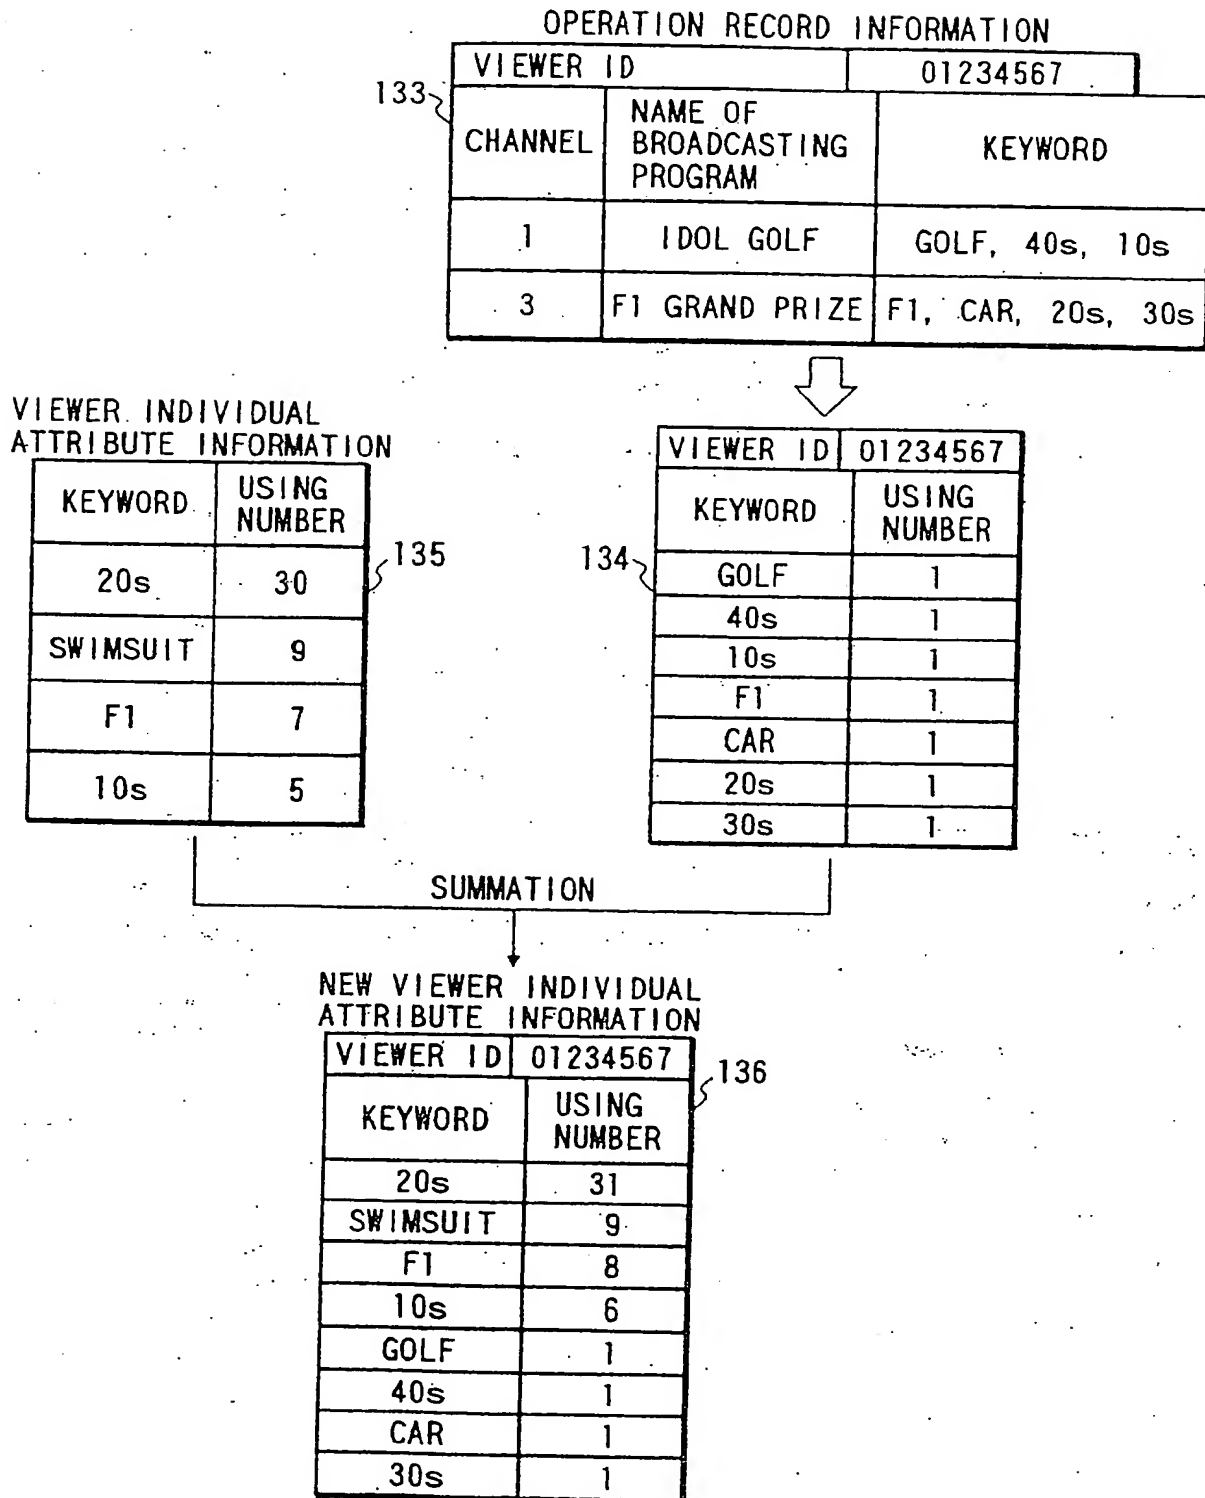 OPERATION RECORD INFORMATION
VIEWER ID 01234567
133
CHANNEL
NAME OF
BROADCASTING
PROGRAM
KEYWORD
1 IDOL GOLF GOLF, 40s, 10s
3 F1 GRAND PRIZE F1, CAR, 20s, 30s
VIEWER INDIVIDUAL
ATTRIBUTE INFORMATION
KEYWORD
USING
NUMBER
20s 30
SWIMSUIT 9
F1 7
10s 5
135
VIEWER ID 01234567
KEYWORD
USING
NUMBER
134
GOLF 1
40s 1
10s 1
F1 1
CAR 1
20s 1
30s 1
SUMMATION
NEW VIEWER INDIVIDUAL
ATTRIBUTE INFORMATION
VIEWER ID 01234567
136
KEYWORD
USING
NUMBER
20s 31
SWIMSUIT 9
F1 8
10s 6
GOLF 1
40s 1
CAR 1
30s 1